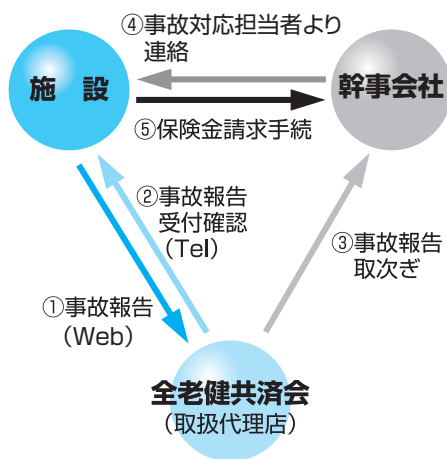 ④事故対応担当者より
連絡
施　設
幹事会社
⑤保険金請求手続
②事故報告
受付確認
(Tel)
③事故報告
取次ぎ
①事故報告
(Web)
全老健共済会
(取扱代理店)